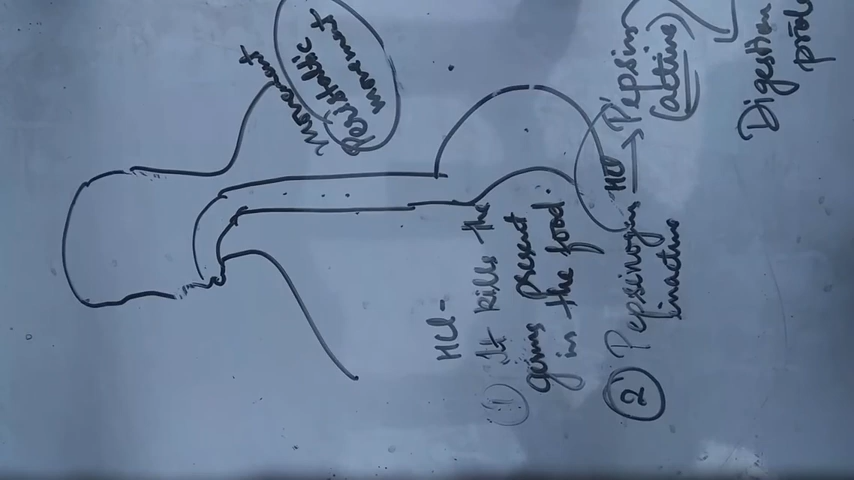 movement
Peristaltic
movement
HCl-
① It kills the
germs present
in the food.
② Pepsinogen HCl → Pepsin
inactive (active)
Digestion